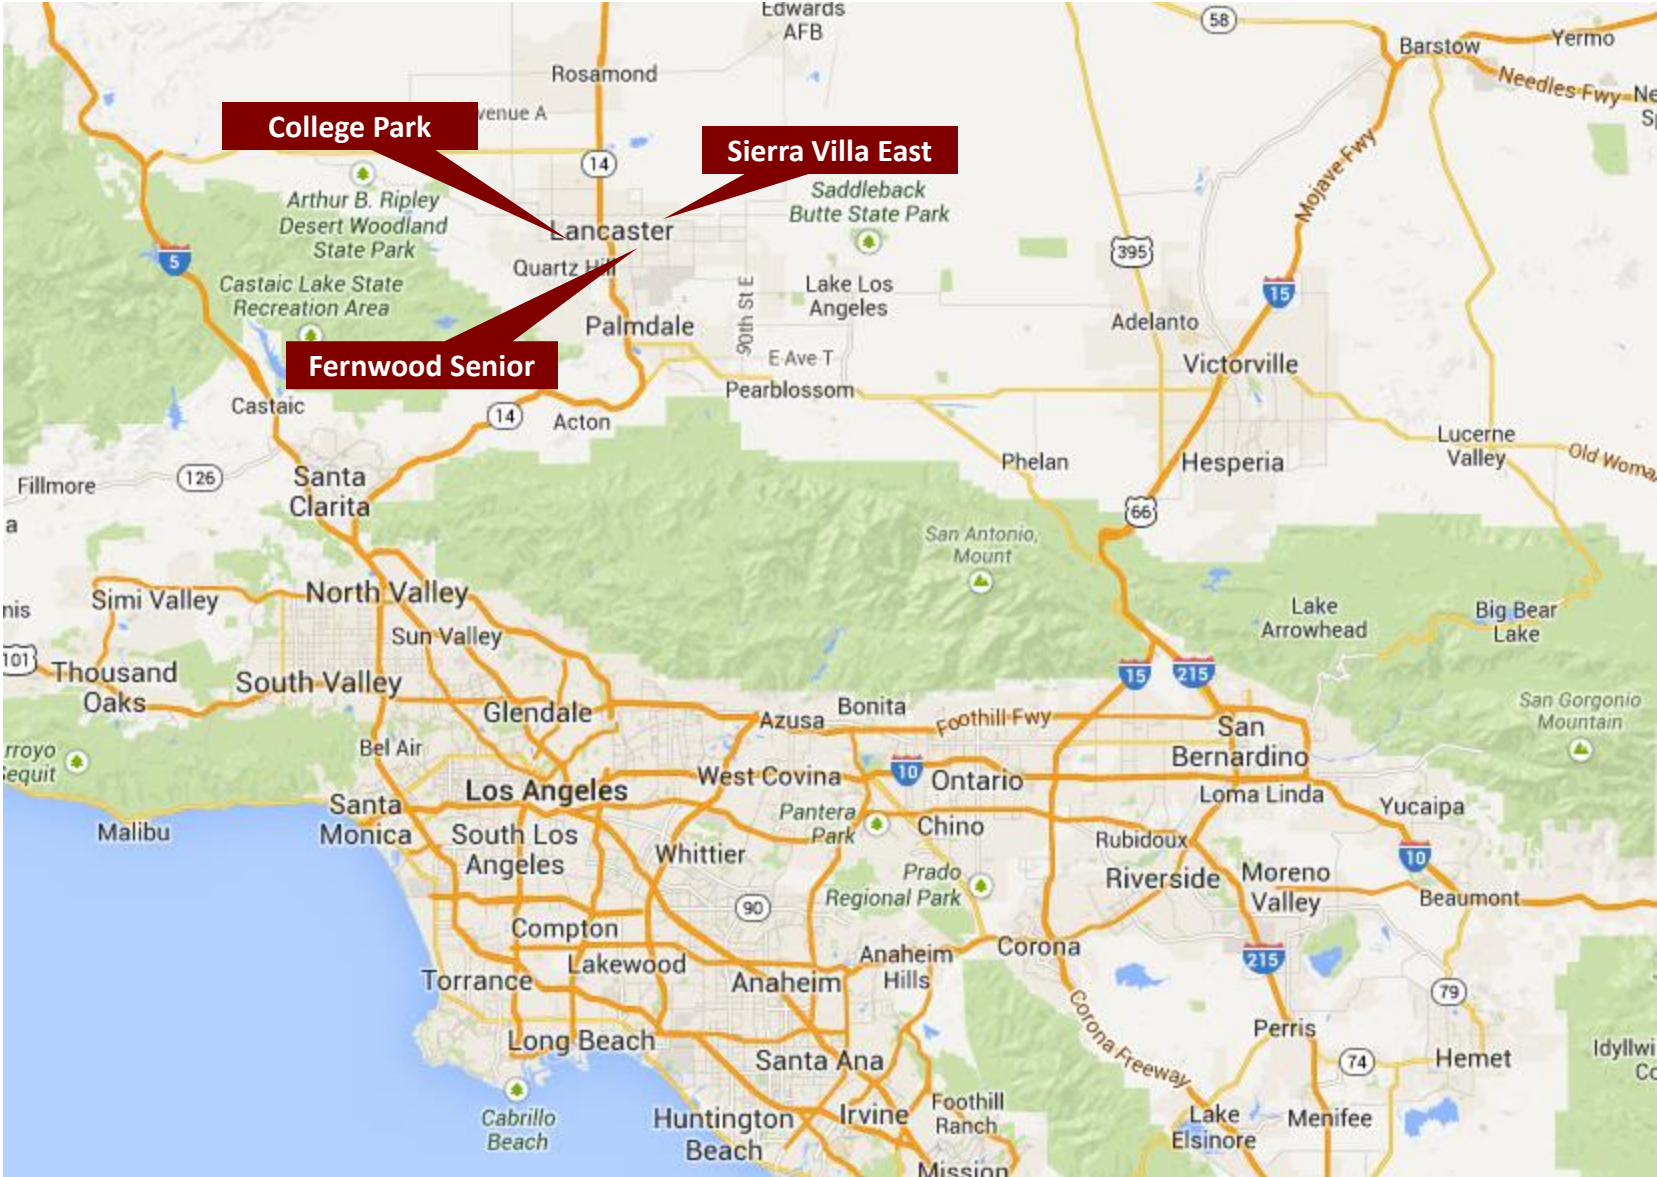 Edwards
AFB
58
Barstow
Yermo
Needles Fwy
Rosamond
College Park
venue A
Sierra Villa East
14
Mojave Fwy
Arthur B. Ripley
Desert Woodland
State Park
Saddleback
Butte State Park
Lancaster
5
Quartz Hill
395
Castaic Lake State
Recreation Area
Lake Los
Angeles
90th St E
15
Palmdale
Adelanto
Fernwood Senior
E Ave T
Victorville
Pearblossom
Castaic
14
Acton
Lucerne
Valley
Old Woma
Phelan
Hesperia
Fillmore
126
Santa
Clarita
a
66
San Antonio,
Mount
North Valley
Simi Valley
nis
Lake
Arrowhead
Big Bear
Lake
Sun Valley
101
Thousand
Oaks
South Valley
15
215
Glendale
Azusa
Bonita
Foothill Fwy
San
Bernardino
San Gorgonio
Mountain
rroyo
Sequit
Bel Air
Los Angeles
West Covina
10
Ontario
Loma Linda
Yucaipa
Santa
Monica
Malibu
South Los
Angeles
Pantera
Park
Chino
Whittier
Rubidoux
10
Prado
Regional Park
Riverside
Moreno
Valley
Beaumont
90
Compton
Anaheim
Hills
Corona
Lakewood
215
Torrance
Anaheim
79
Corona Freeway
Perris
Long Beach
Santa Ana
74
Hemet
Idyllwi
Co
Cabrillo
Beach
Huntington
Beach
Irvine
Foothill
Ranch
Lake
Elsinore
Menifee
Mission